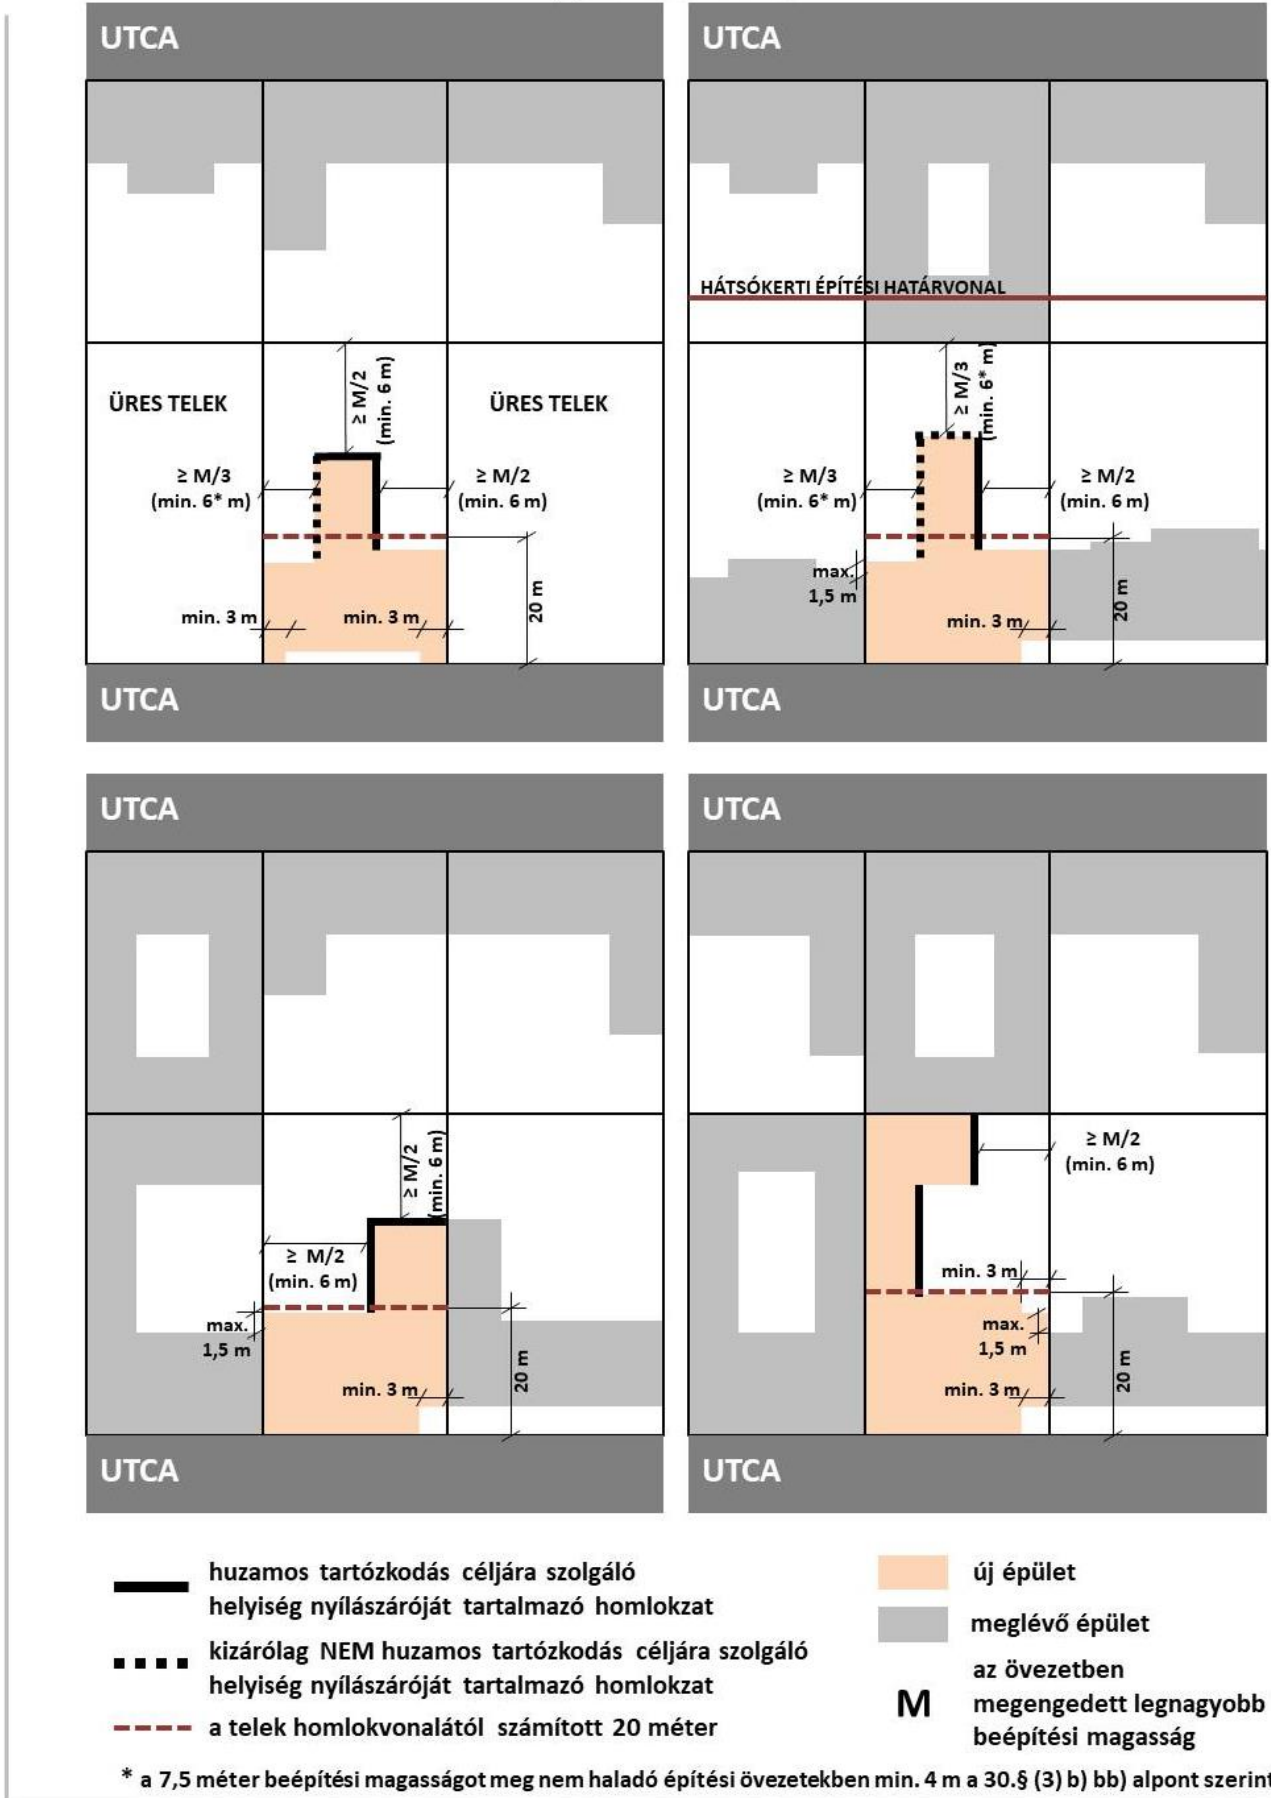 UTCA
ÜRES TELEK
ÜRES TELEK
≥ M/2
(min. 6 m)
≥ M/3
(min. 6* m)
≥ M/2
(min. 6 m)
min. 3 m
min. 3 m
20 m
UTCA
UTCA
HÁTSÓKERTI ÉPÍTÉSI HATÁRVONAL
≥ M/3
(min. 6* m)
≥ M/3
(min. 6* m)
≥ M/2
(min. 6 m)
max.
1,5 m
min. 3 m
20 m
UTCA
UTCA
≥ M/2
(min. 6 m)
≥ M/2
(min. 6 m)
max.
1,5 m
min. 3 m
20 m
UTCA
UTCA
≥ M/2
(min. 6 m)
min. 3 m
max.
1,5 m
min. 3 m
20 m
UTCA
huzamos tartózkodás céljára szolgáló
helyiség nyílászáróját tartalmazó homlokzat
kizárólag NEM huzamos tartózkodás céljára szolgáló
helyiség nyílászáróját tartalmazó homlokzat
a telek homlokvonalától számított 20 méter
új épület
meglévő épület
M
az övezetben
megengedett legnagyobb
beépítési magasság
* a 7,5 méter beépítési magasságot meg nem haladó építési övezetekben min. 4 m a 30.§ (3) b) bb) alpont szerint